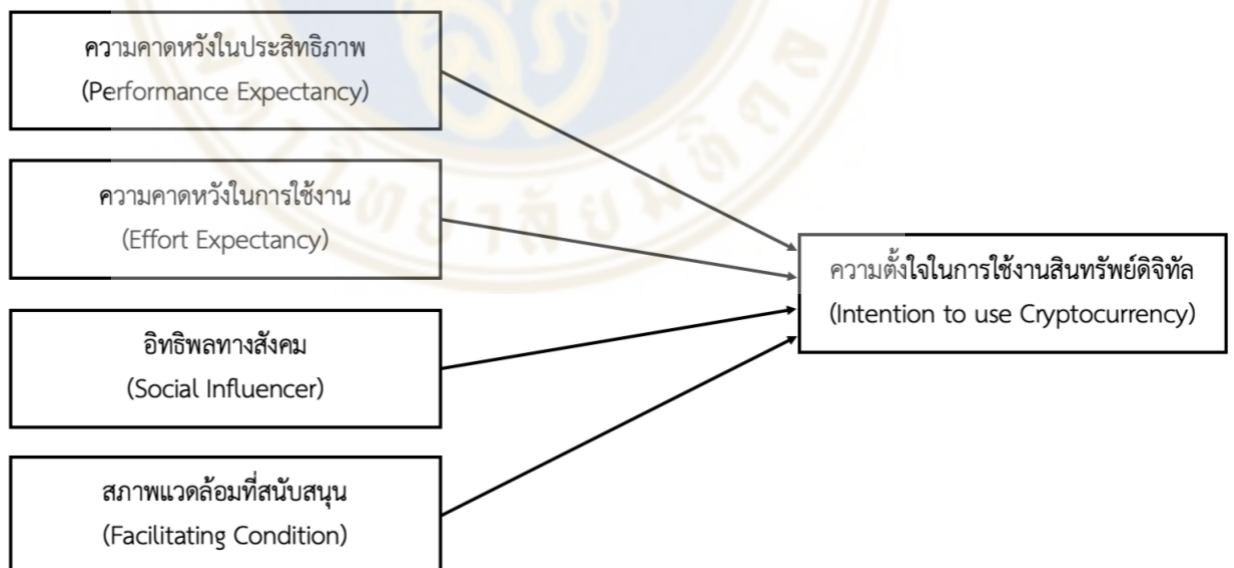 ความคาดหวังในประสิทธิภาพ
(Performance Expectancy)
ความคาดหวังในการใช้งาน
(Effort Expectancy)
อิทธิพลทางสังคม
(Social Influencer)
สภาพแวดล้อมที่สนับสนุน
(Facilitating Condition)
ความตั้งใจในการใช้งานสินทรัพย์ดิจิทัล
(Intention to use Cryptocurrency)